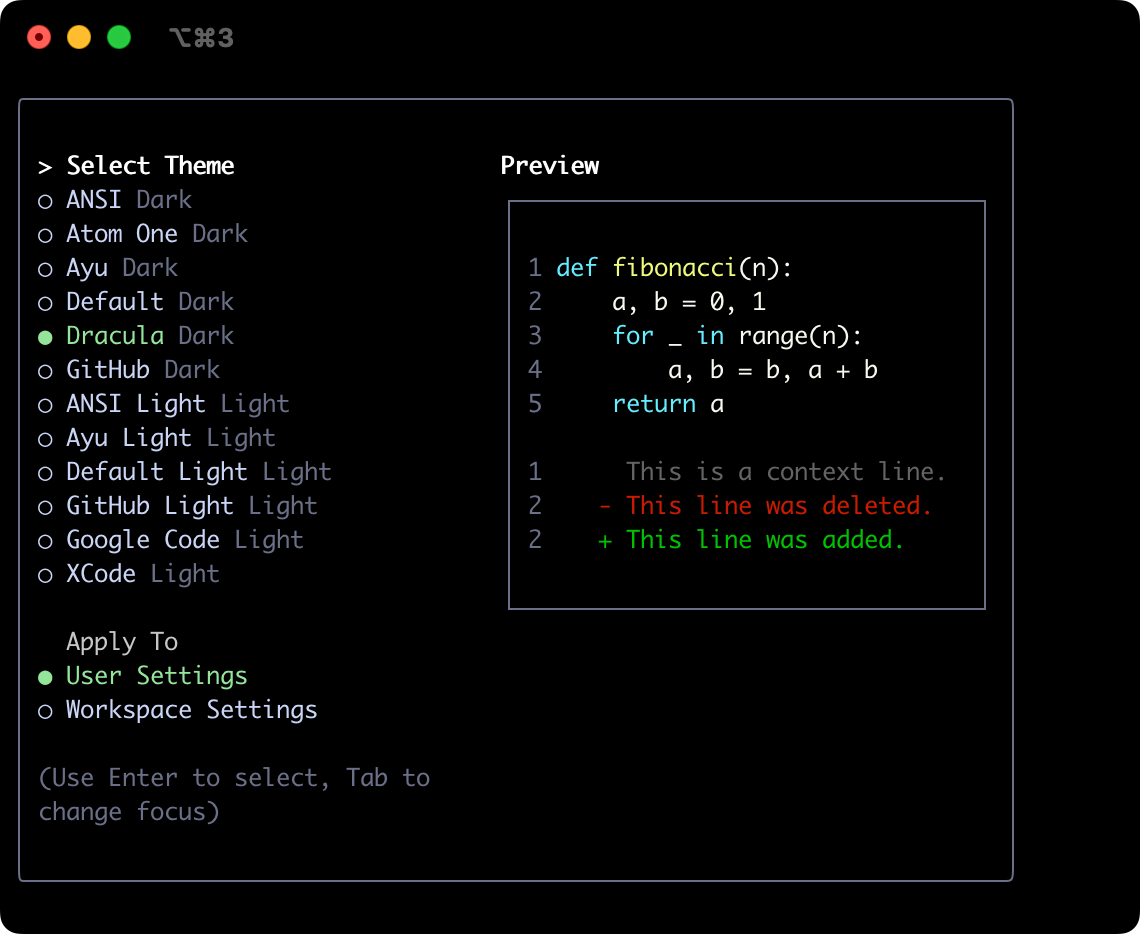 ⌥⌘3
> Select Theme
○ ANSI Dark
○ Atom One Dark
○ Ayu Dark
○ Default Dark
● Dracula Dark
○ GitHub Dark
○ ANSI Light Light
○ Ayu Light Light
○ Default Light Light
○ GitHub Light Light
○ Google Code Light
○ XCode Light
Apply To
● User Settings
○ Workspace Settings
(Use Enter to select, Tab to
change focus)
Preview
1 def fibonacci(n):
2     a, b = 0, 1
3     for _ in range(n):
4         a, b = b, a + b
5     return a
1      This is a context line.
2    - This line was deleted.
2    + This line was added.